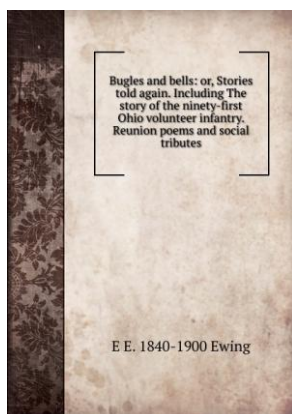 Bugles and bells: or, Stories
told again. Including The
story of the ninety-first
Ohio volunteer infantry.
Reunion poems and social
tributes
E E. 1840-1900 Ewing